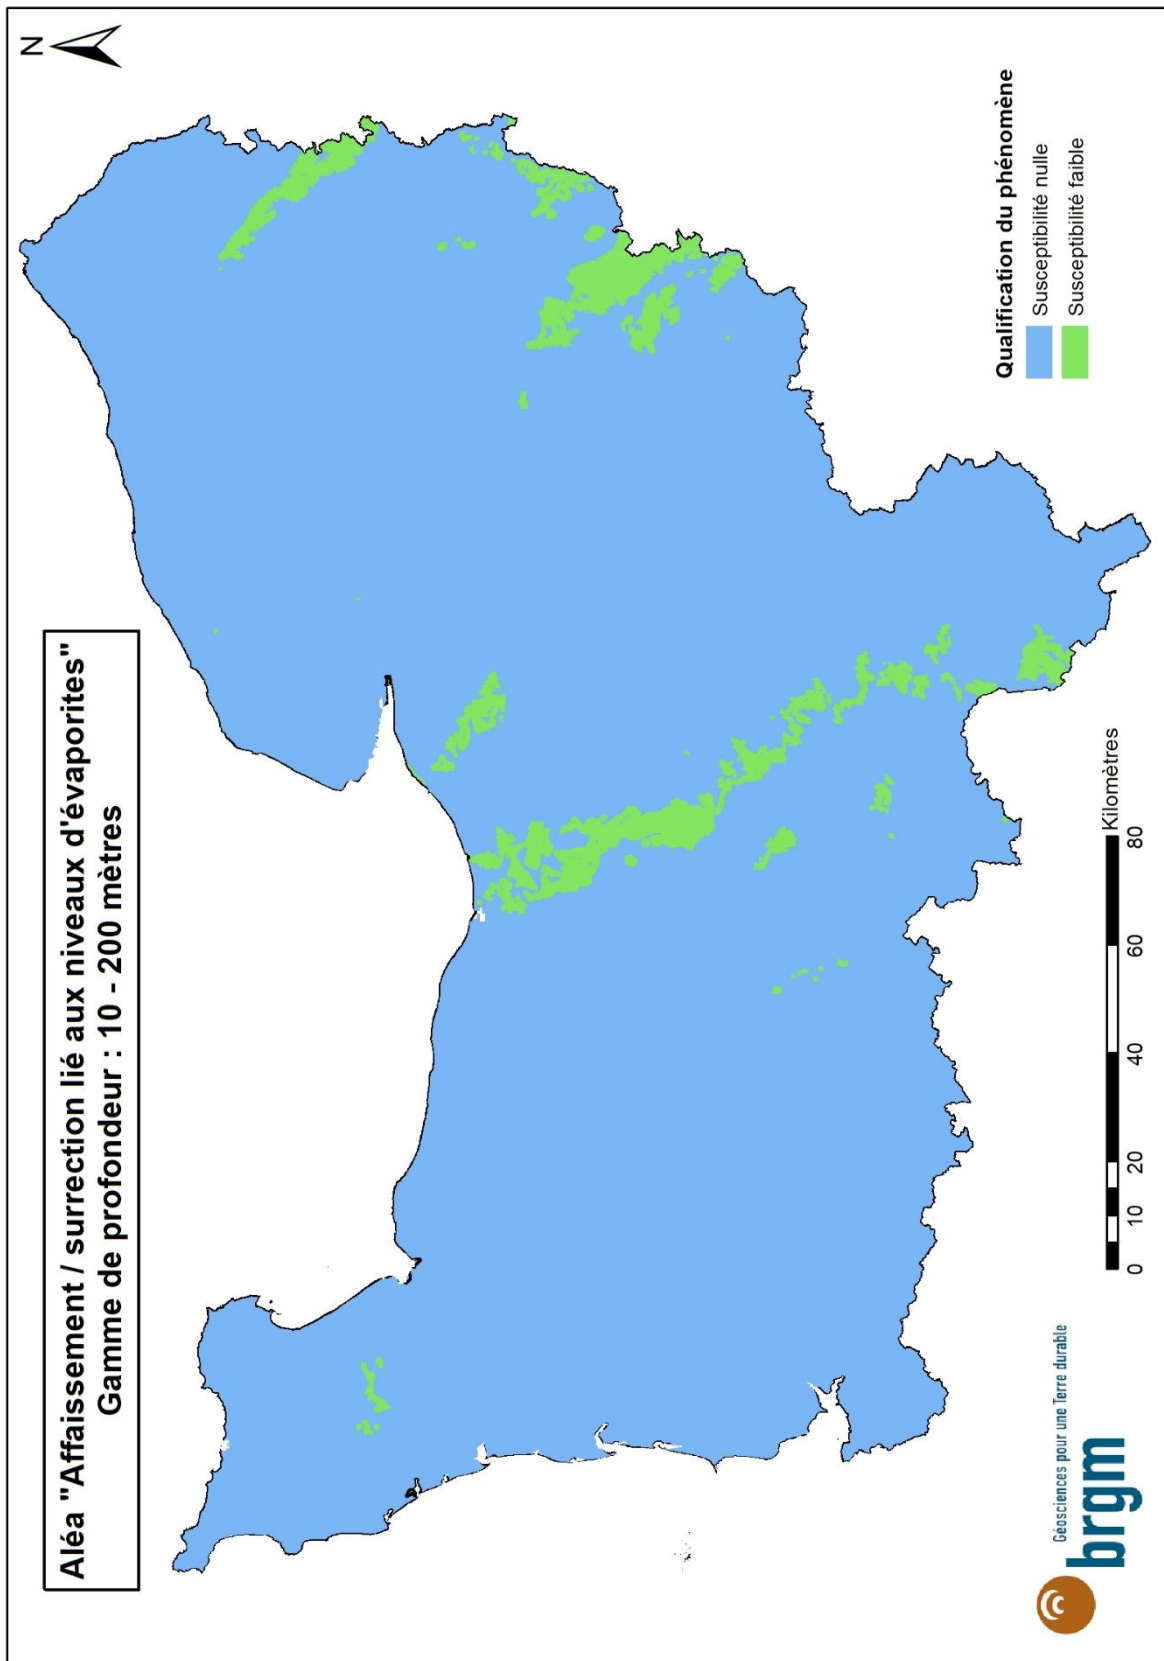 Aléa "Affaissement / surrection lié aux niveaux d'évaporites"
Gamme de profondeur : 10 - 200 mètres
N
Qualification du phénomène
Susceptibilité nulle
Susceptibilité faible
Géosciences pour une Terre durable
brgm
0 10 20 40 60 80
Kilomètres